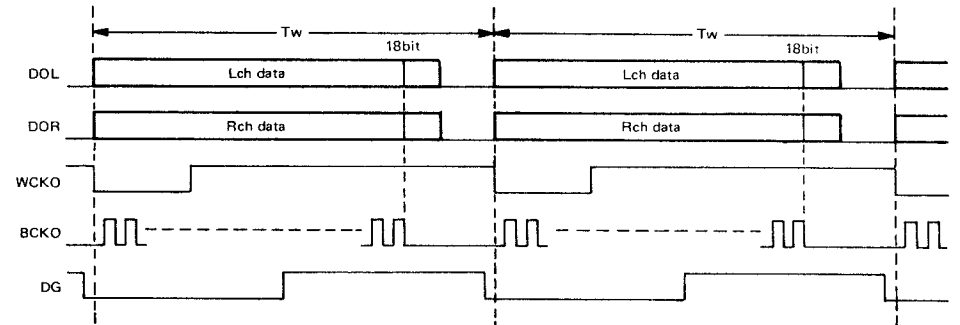 Tw Tw
18bit 18bit
DOL Lch data Lch data
DOR Rch data Rch data
WCKO
BCKO
DG